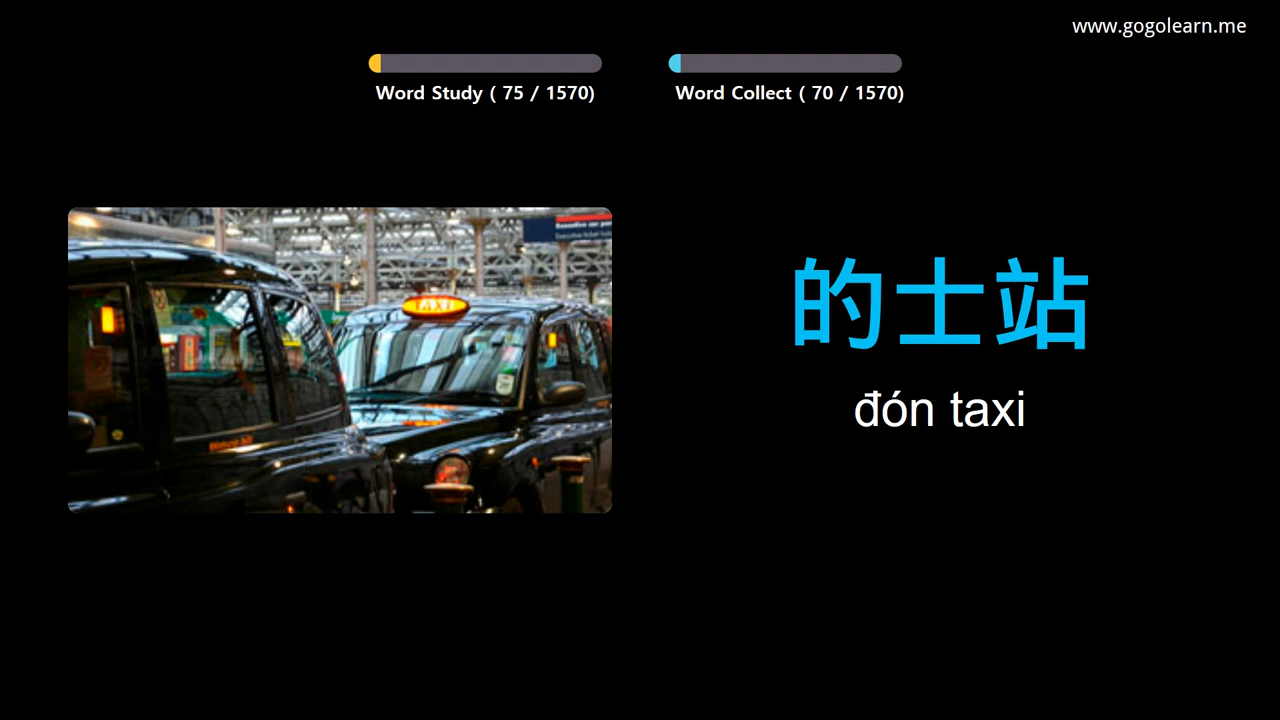 www.gogolearn.me
Word Study ( 75 / 1570)
Word Collect ( 70 / 1570)
TAXI
的士站
đón taxi